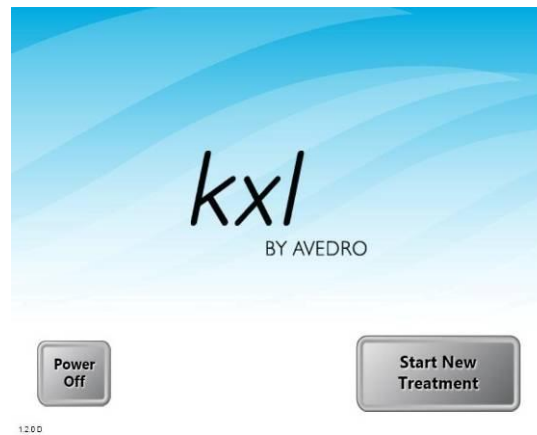 kxl
BY AVEDRO
Power
Off
Start New
Treatment
1.2.0.D